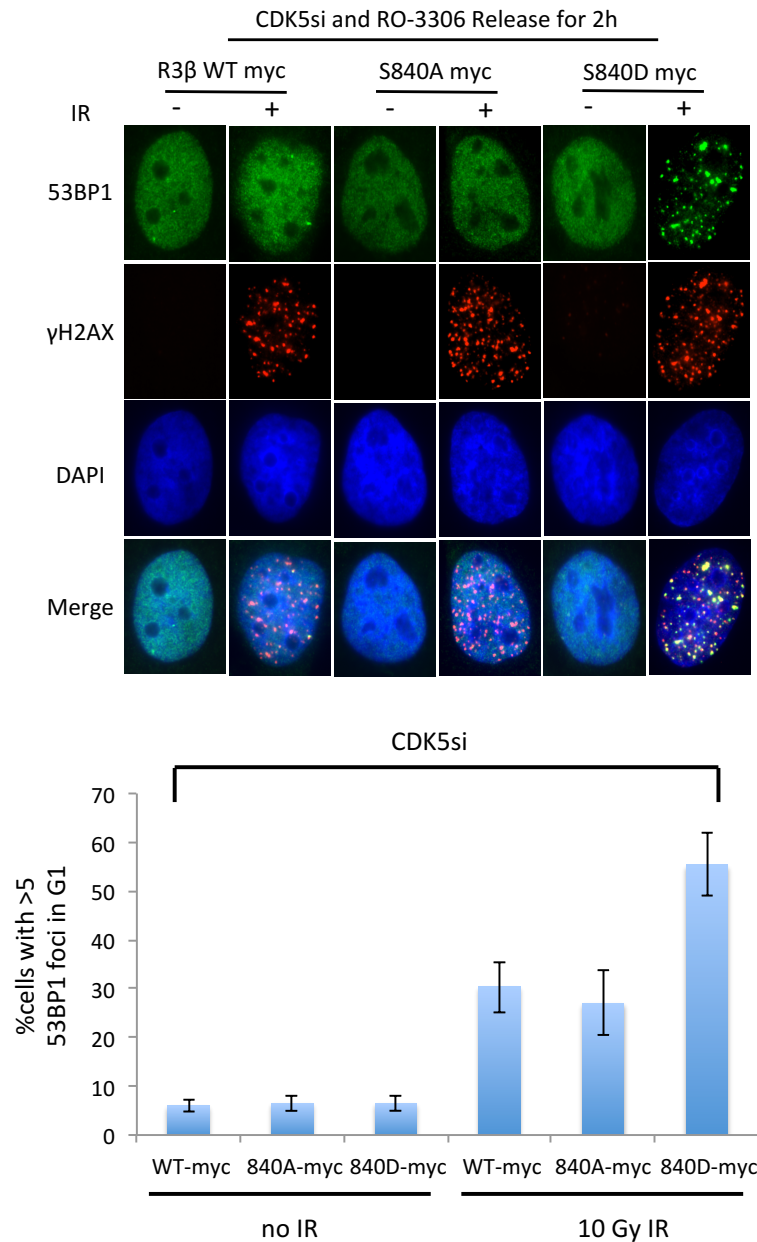 CDK5si and RO-3306 Release for 2h
R3β WT myc S840A myc S840D myc
IR - + - + - +
53BP1
γH2AX
DAPI
Merge
CDK5si
%cells with >5
53BP1 foci in G1
70
60
50
40
30
20
10
0
WT-myc 840A-myc 840D-myc WT-myc 840A-myc 840D-myc
no IR 10 Gy IR